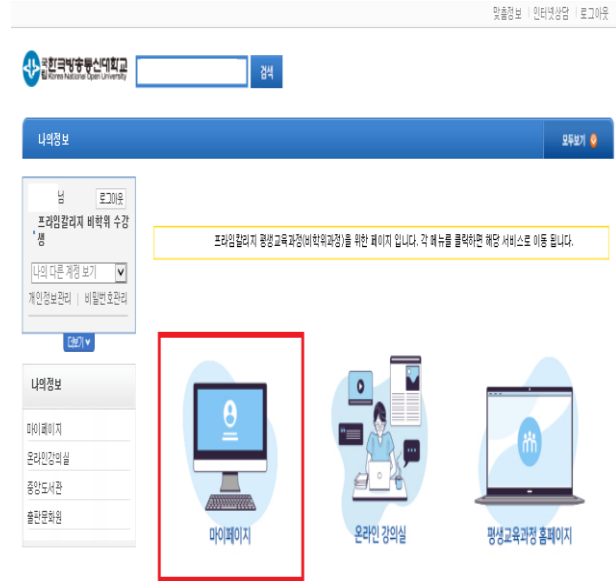 맞춤정보 | 인터넷상담 | 로그아웃
국립 한국방송통신대학교
Korea National Open University
검색
나의정보
모두보기
님
로그아웃
프라임칼리지 비학위 수강
생
나의 다른 계정 보기
개인정보관리 | 비밀번호관리
더보기
프라임칼리지 평생교육과정(비학위과정)를 위한 페이지 입니다. 각 메뉴를 클릭하면 해당 서비스로 이동 됩니다.
나의정보
마이페이지
온라인강의실
중앙도서관
출판문화원
마이페이지
온라인 강의실
평생교육과정 홈페이지